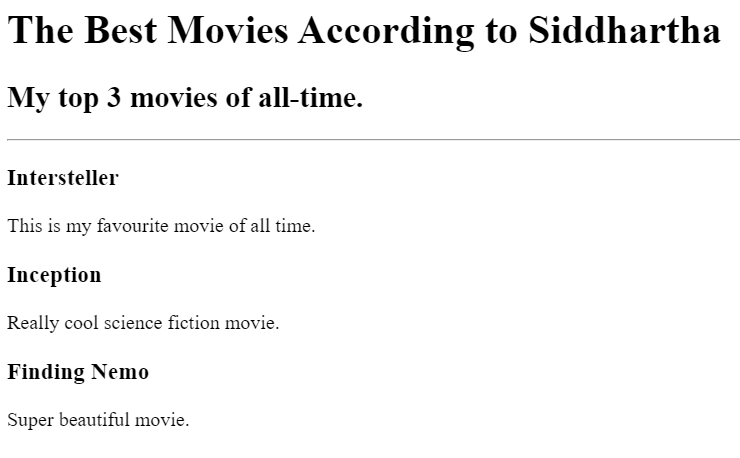 The Best Movies According to Siddhartha
My top 3 movies of all-time.
Intersteller
This is my favourite movie of all time.
Inception
Really cool science fiction movie.
Finding Nemo
Super beautiful movie.